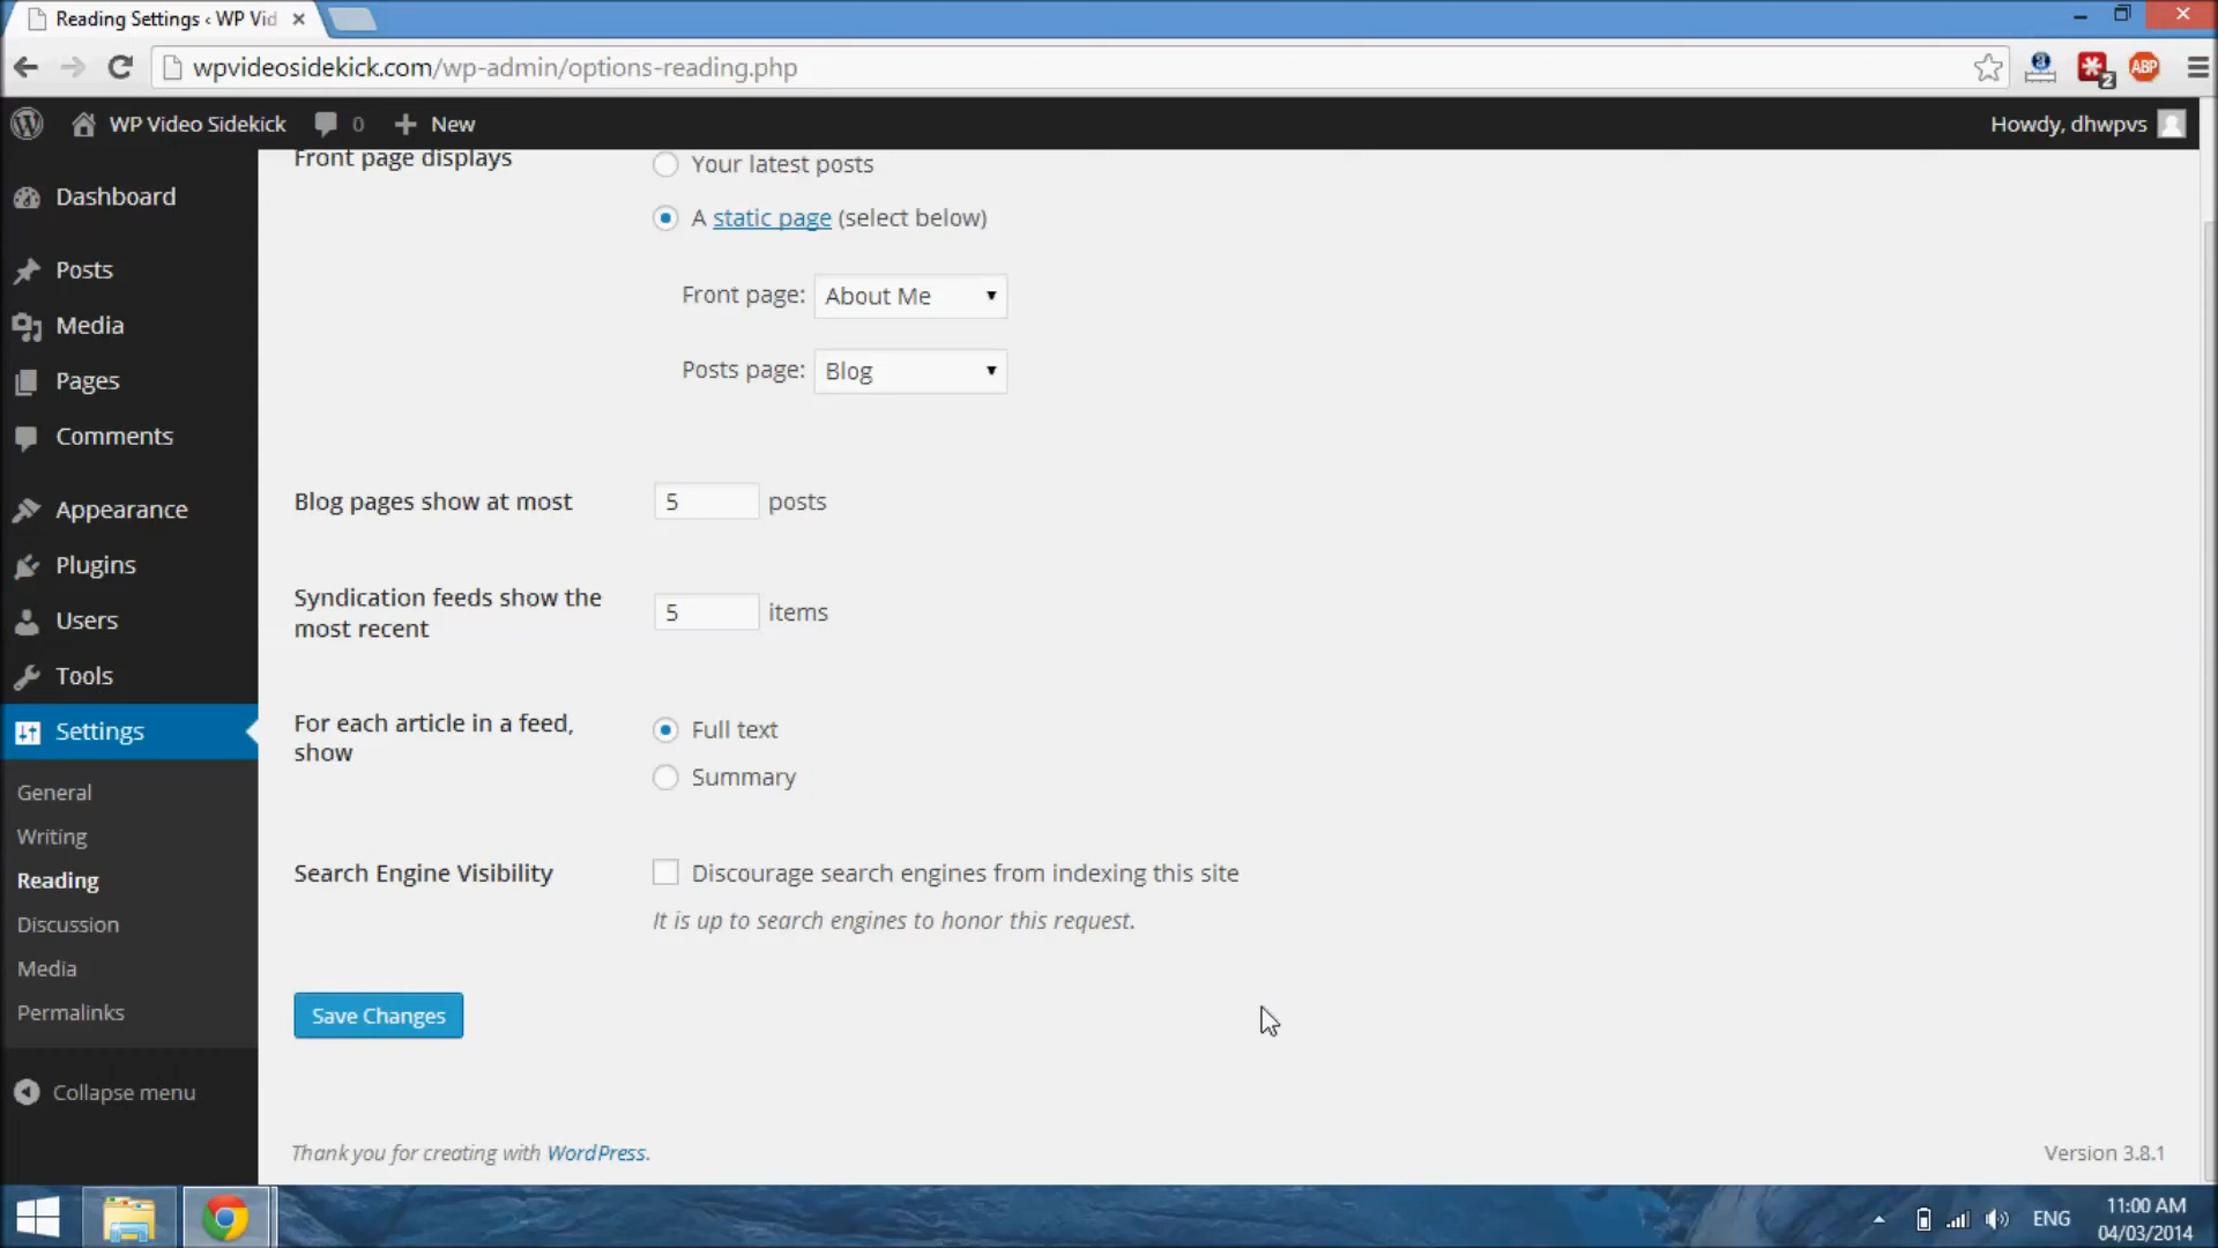 Reading Settings ‹ WP Vid
wpvideosidekick.com/wp-admin/options-reading.php
3
2
ABP
WP Video Sidekick
0
New
Howdy, dhwpvs
Dashboard
Posts
Media
Pages
Comments
Appearance
Plugins
Users
Tools
Settings
General
Writing
Reading
Discussion
Media
Permalinks
Collapse menu
Front page displays
Your latest posts
A static page (select below)
Front page: About Me
Posts page: Blog
Blog pages show at most 5 posts
Syndication feeds show the
most recent
5 items
For each article in a feed,
show
Full text
Summary
Search Engine Visibility
Discourage search engines from indexing this site
It is up to search engines to honor this request.
Save Changes
Thank you for creating with WordPress.
Version 3.8.1
ENG
11:00 AM
04/03/2014